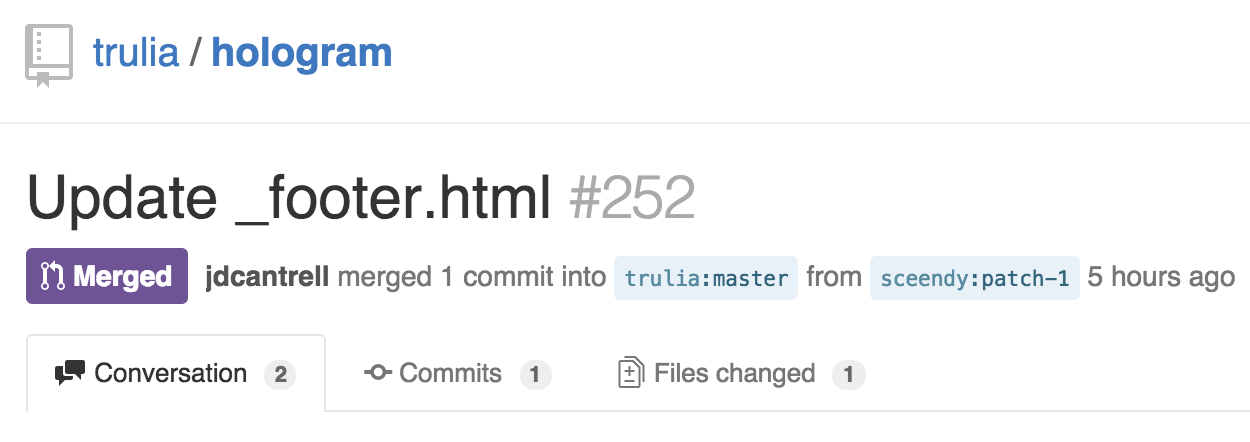 trulia / hologram
Update _footer.html #252
Merged jdcantrell merged 1 commit into trulia:master from sceendy:patch-1 5 hours ago
Conversation 2 Commits 1 Files changed 1